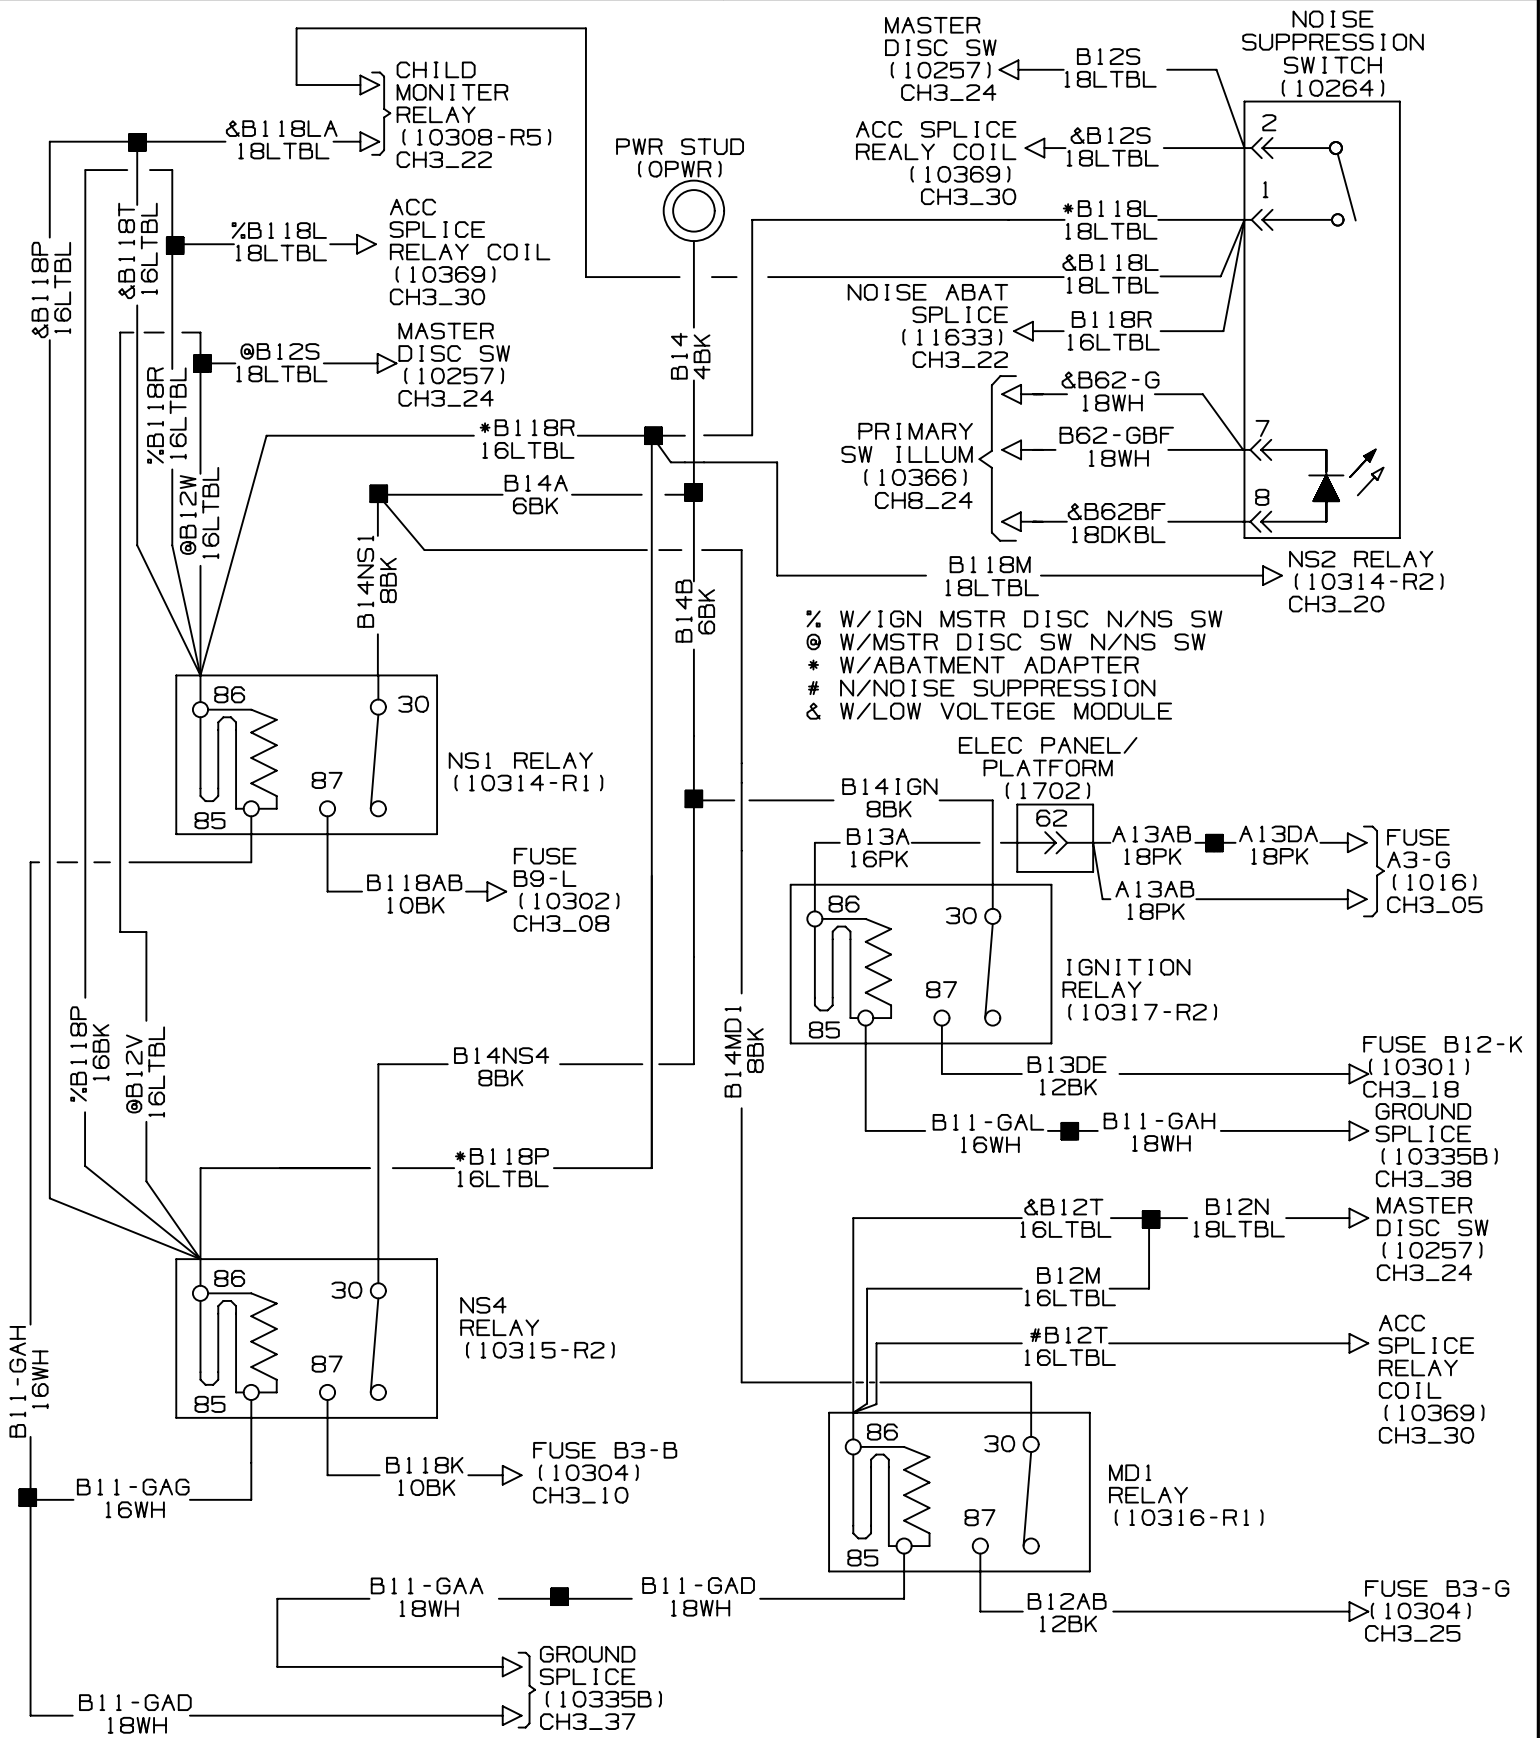 CHILD
MONITER
RELAY
(10308-R5)
CH3_22
&B118LA
18LTBL
ACC
SPLICE
RELAY COIL
(10369)
CH3_30
%B118L
18LTBL
&B118P
16LTBL
&B118T
16LTBL
MASTER
DISC SW
(10257)
CH3_24
@B12S
18LTBL
%B118R
16LTBL
@B12W
16LTBL
PWR STUD
(OPWR)
B14
4BK
*B118R
16LTBL
B14A
6BK
B14NS1
8BK
B14B
6BK
MASTER
DISC SW
(10257)
CH3_24
B12S
18LTBL
ACC SPLICE
REALY COIL
(10369)
CH3_30
&B12S
18LTBL
*B118L
18LTBL
&B118L
18LTBL
NOISE ABAT
SPLICE
(11633)
CH3_22
B118R
16LTBL
NOISE
SUPPRESSION
SWITCH
(10264)
2
1
7
8
PRIMARY
SW ILLUM
(10366)
CH8_24
&B62-G
18WH
B62-GBF
18WH
&B62BF
18DKBL
B118M
18LTBL
NS2 RELAY
(10314-R2)
CH3_20
% W/IGN MSTR DISC N/NS SW
@ W/MSTR DISC SW N/NS SW
* W/ABATMENT ADAPTER
# N/NOISE SUPPRESSION
& W/LOW VOLTEGE MODULE
86
30
87
85
NS1 RELAY
(10314-R1)
B118AB
10BK
FUSE
B9-L
(10302)
CH3_08
ELEC PANEL/
PLATFORM
(1702)
62
B14IGN
8BK
B13A
16PK
A13AB
18PK
A13DA
18PK
A13AB
18PK
FUSE
A3-G
(1016)
CH3_05
86
30
87
85
IGNITION
RELAY
(10317-R2)
B13DE
12BK
FUSE B12-K
(10301)
CH3_18
B11-GAL
16WH
B11-GAH
18WH
GROUND
SPLICE
(10335B)
CH3_38
%B118P
16BK
@B12V
16LTBL
B14NS4
8BK
B14MD1
8BK
*B118P
16LTBL
&B12T
16LTBL
B12N
18LTBL
MASTER
DISC SW
(10257)
CH3_24
B12M
16LTBL
#B12T
16LTBL
ACC
SPLICE
RELAY
COIL
(10369)
CH3_30
86
30
87
85
NS4
RELAY
(10315-R2)
B11-GAH
16WH
B118K
10BK
FUSE B3-B
(10304)
CH3_10
B11-GAG
16WH
86
30
87
85
MD1
RELAY
(10316-R1)
B11-GAA
18WH
B11-GAD
18WH
B12AB
12BK
FUSE B3-G
(10304)
CH3_25
GROUND
SPLICE
(10335B)
CH3_37
B11-GAD
18WH